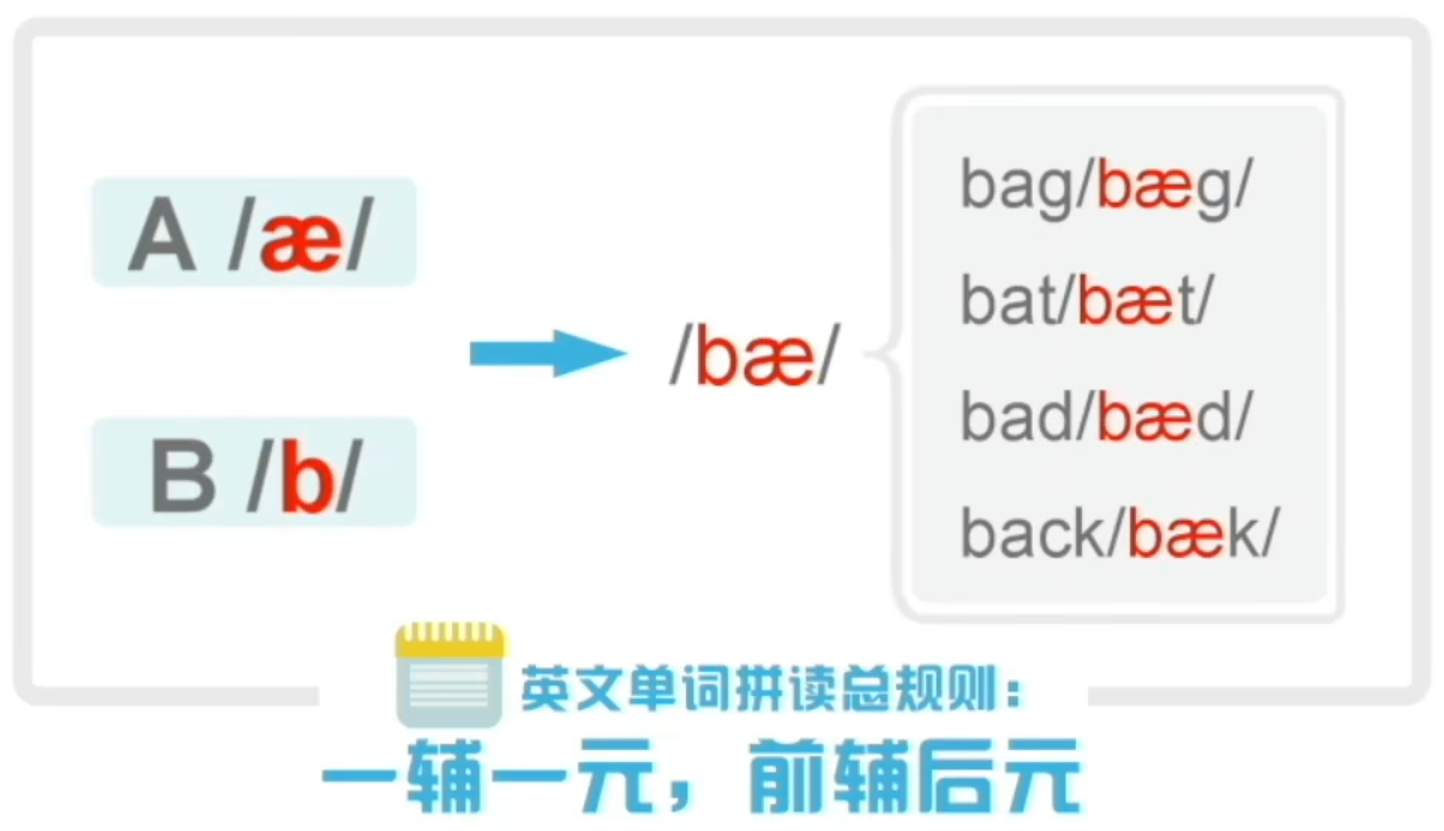 A /æ/
B /b/
/bæ/
bag/bæg/
bat/bæt/
bad/bæd/
back/bæk/
英文单词拼读总规则：
一辅一元，前辅后元